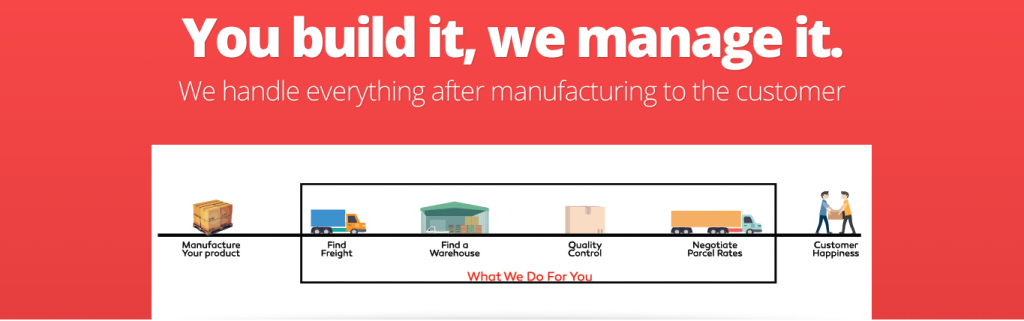 You build it, we manage it.
We handle everything after manufacturing to the customer
Manufacture
Your product
Find
Freight
Find a
Warehouse
Quality
Control
Negotiate
Parcel Rates
Customer
Happiness
What We Do For You